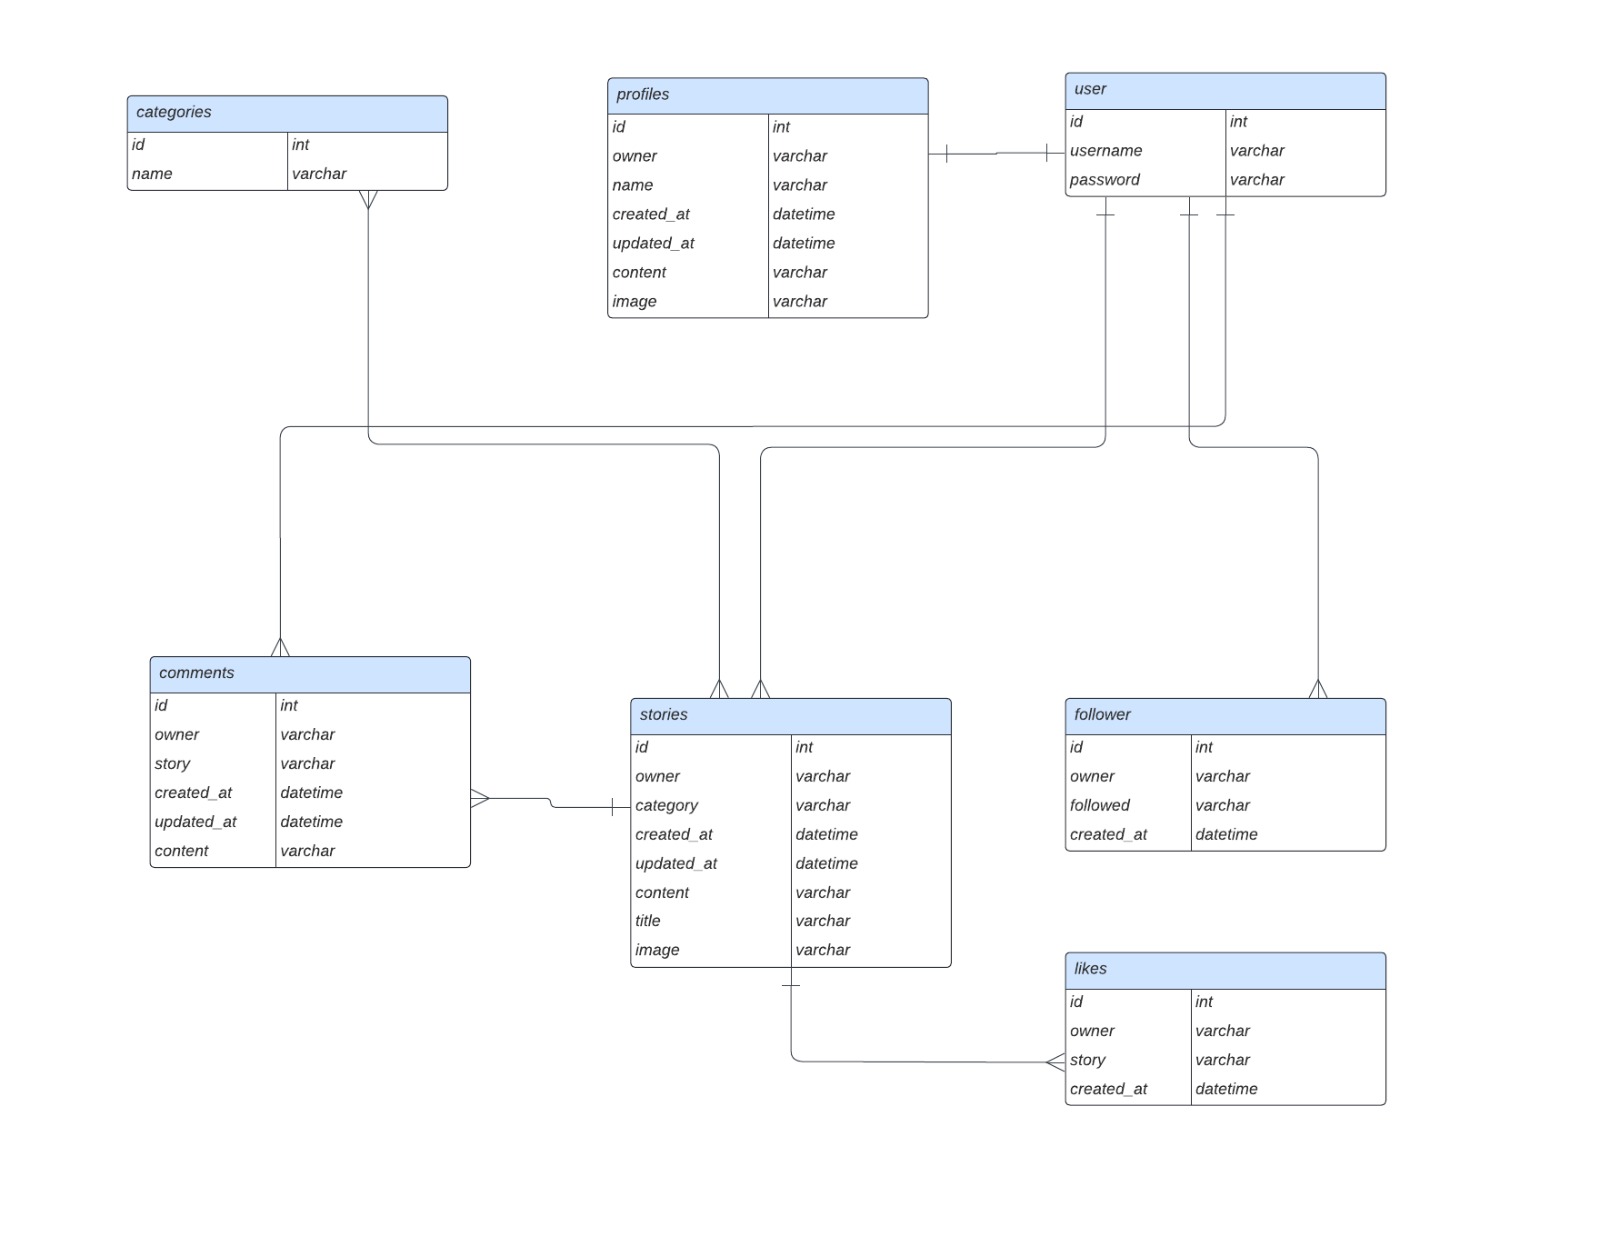 categories
id int
name varchar
profiles
id int
owner varchar
name varchar
created_at datetime
updated_at datetime
content varchar
image varchar
user
id int
username varchar
password varchar
comments
id int
owner varchar
story varchar
created_at datetime
updated_at datetime
content varchar
stories
id int
owner varchar
category varchar
created_at datetime
updated_at datetime
content varchar
title varchar
image varchar
follower
id int
owner varchar
followed varchar
created_at datetime
likes
id int
owner varchar
story varchar
created_at datetime